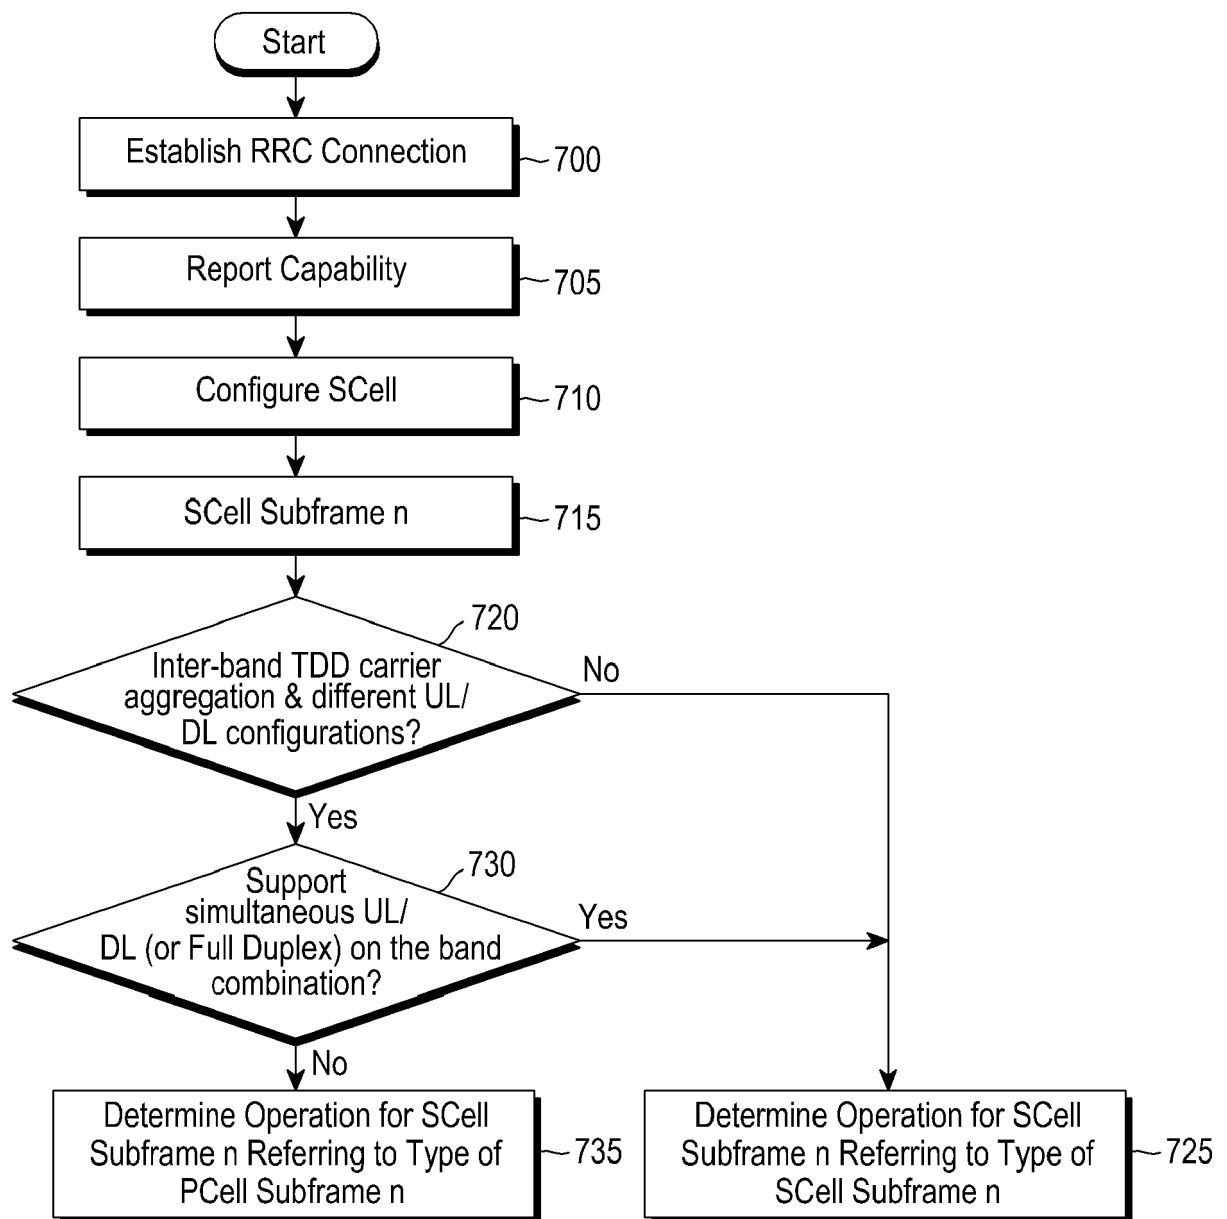 Start
Establish RRC Connection
700
Report Capability
705
Configure SCell
710
SCell Subframe n
715
720
Inter-band TDD carrier
aggregation & different UL/
DL configurations?
No
Yes
730
Support
simultaneous UL/
DL (or Full Duplex) on the band
combination?
Yes
No
Determine Operation for SCell
Subframe n Referring to Type of
PCell Subframe n
735
Determine Operation for SCell
Subframe n Referring to Type of
SCell Subframe n
725